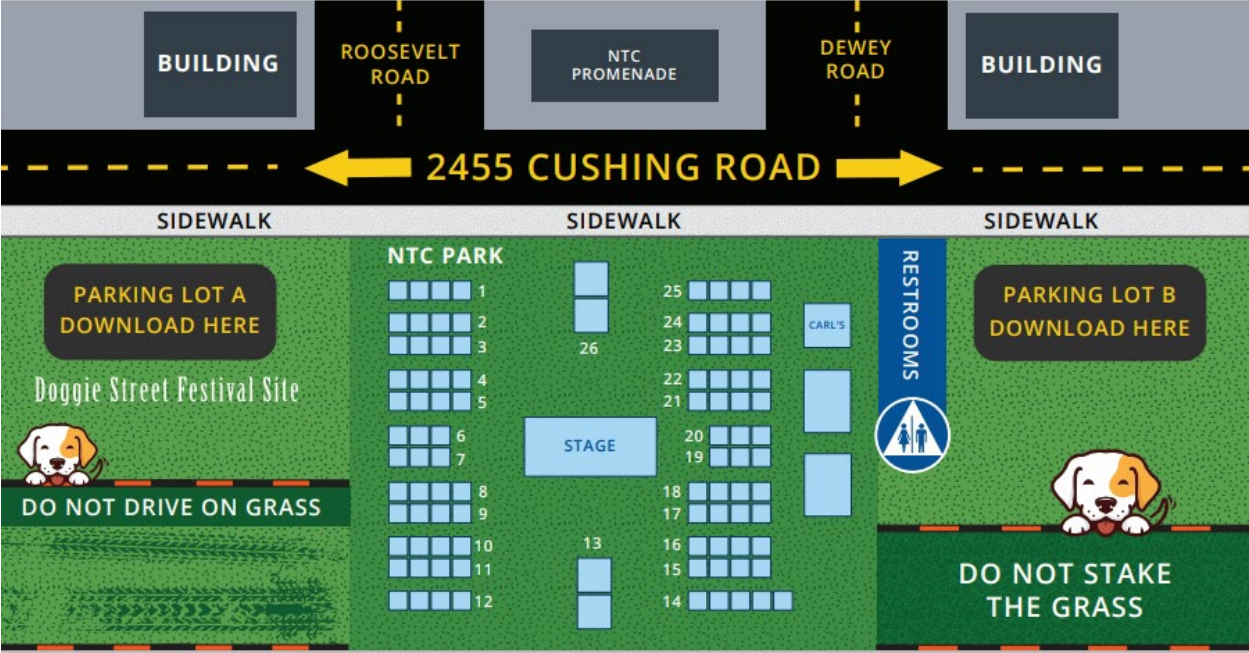 BUILDING
ROOSEVELT
ROAD
NTC
PROMENADE
DEWEY
ROAD
BUILDING
2455 CUSHING ROAD
SIDEWALK
SIDEWALK
SIDEWALK
PARKING LOT A
DOWNLOAD HERE
Doggie Street Festival Site
DO NOT DRIVE ON GRASS
NTC PARK
1
2
3
4
5
6
7
8
9
10
11
12
26
STAGE
13
25
24
23
22
21
20
19
18
17
16
15
14
CARL'S
RESTROOMS
PARKING LOT B
DOWNLOAD HERE
DO NOT STAKE
THE GRASS